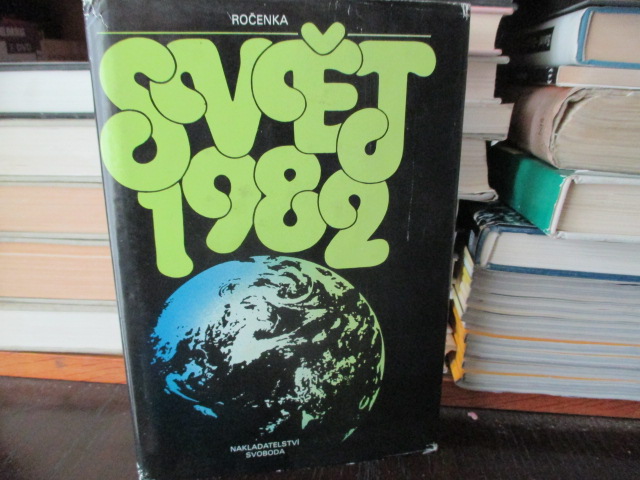 ROČENKA
SVĚT
1982
NAKLADATELSTVÍ
SVOBODA